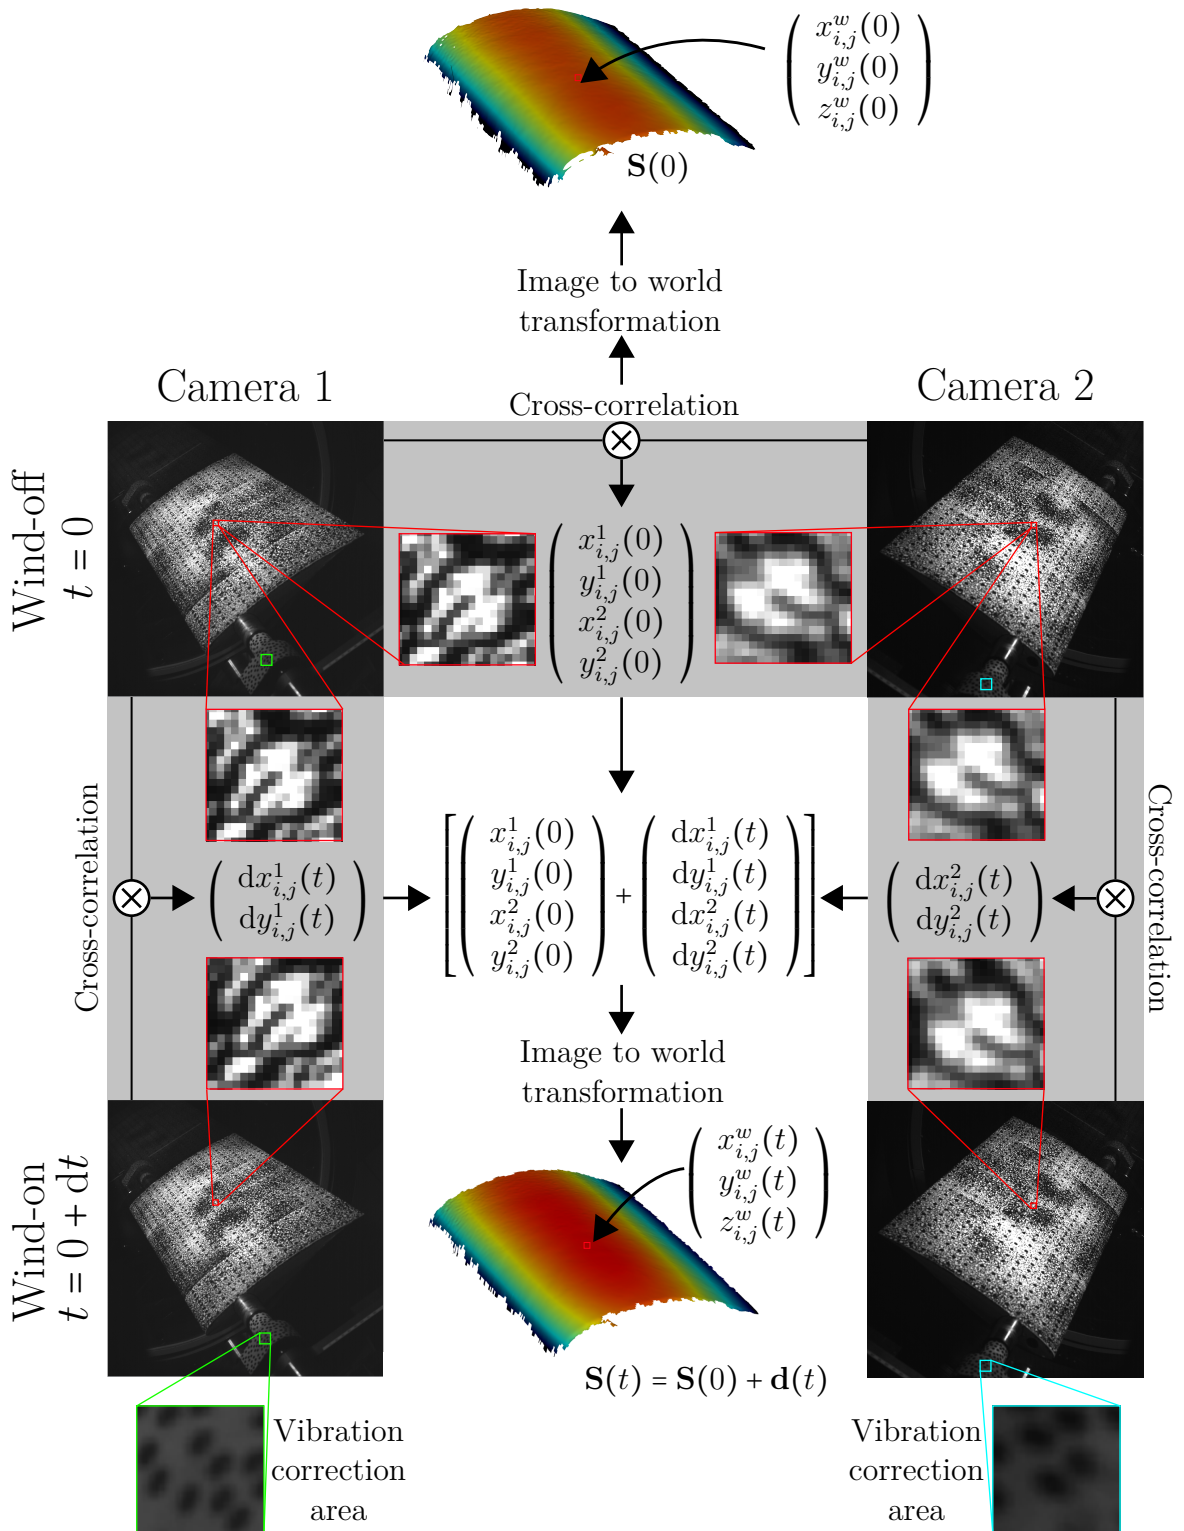 x^w_{i,j}(0)
y^w_{i,j}(0)
z^w_{i,j}(0)
S(0)
Image to world
transformation
Camera 1
Camera 2
Cross-correlation
Wind-off
t = 0
x^1_{i,j}(0)
y^1_{i,j}(0)
x^2_{i,j}(0)
y^2_{i,j}(0)
Cross-correlation
dx^1_{i,j}(t)
dy^1_{i,j}(t)
x^1_{i,j}(0)
y^1_{i,j}(0)
x^2_{i,j}(0)
y^2_{i,j}(0)
+
dx^1_{i,j}(t)
dy^1_{i,j}(t)
dx^2_{i,j}(t)
dy^2_{i,j}(t)
dx^2_{i,j}(t)
dy^2_{i,j}(t)
Cross-correlation
Image to world
transformation
Wind-on
t = 0 + dt
x^w_{i,j}(t)
y^w_{i,j}(t)
z^w_{i,j}(t)
S(t) = S(0) + d(t)
Vibration
correction
area
Vibration
correction
area